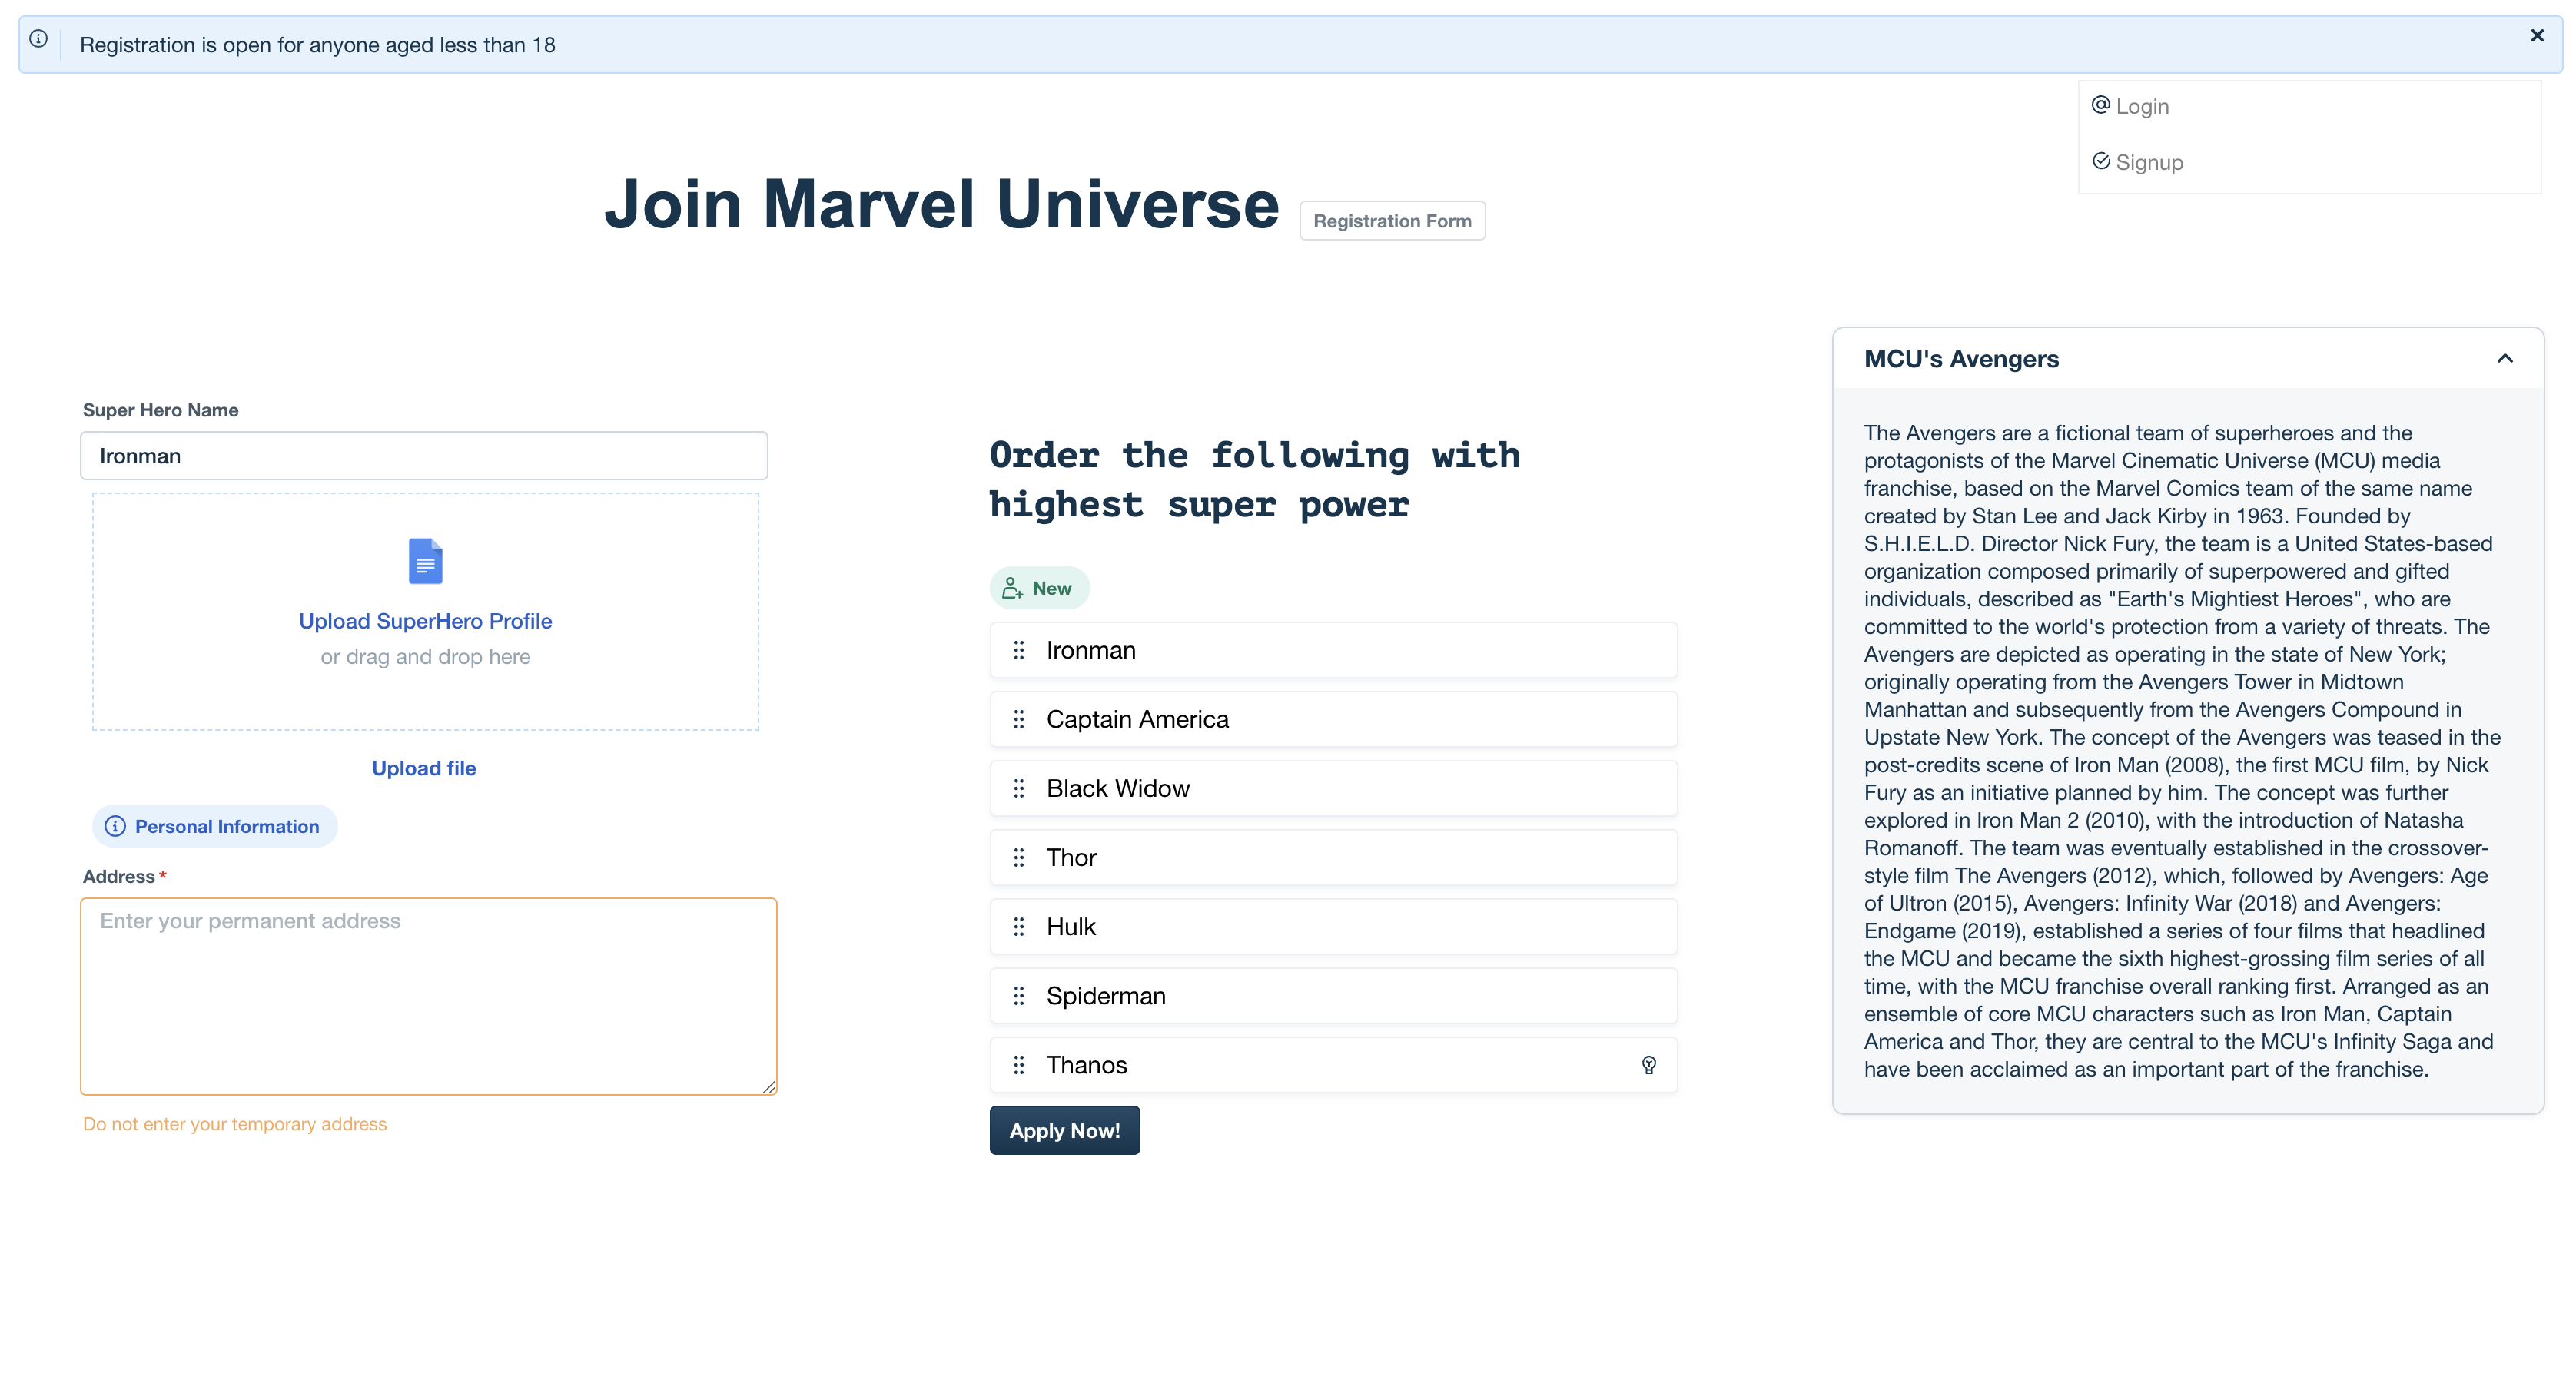 Registration is open for anyone aged less than 18
Login
Signup
Join Marvel Universe
Registration Form
Super Hero Name
Ironman
Upload SuperHero Profile
or drag and drop here
Upload file
Personal Information
Address *
Enter your permanent address
Do not enter your temporary address
Order the following with
highest super power
New
Ironman
Captain America
Black Widow
Thor
Hulk
Spiderman
Thanos
Apply Now!
MCU's Avengers
The Avengers are a fictional team of superheroes and the
protagonists of the Marvel Cinematic Universe (MCU) media
franchise, based on the Marvel Comics team of the same name
created by Stan Lee and Jack Kirby in 1963. Founded by
S.H.I.E.L.D. Director Nick Fury, the team is a United States-based
organization composed primarily of superpowered and gifted
individuals, described as "Earth's Mightiest Heroes", who are
committed to the world's protection from a variety of threats. The
Avengers are depicted as operating in the state of New York;
originally operating from the Avengers Tower in Midtown
Manhattan and subsequently from the Avengers Compound in
Upstate New York. The concept of the Avengers was teased in the
post-credits scene of Iron Man (2008), the first MCU film, by Nick
Fury as an initiative planned by him. The concept was further
explored in Iron Man 2 (2010), with the introduction of Natasha
Romanoff. The team was eventually established in the crossover-
style film The Avengers (2012), which, followed by Avengers: Age
of Ultron (2015), Avengers: Infinity War (2018) and Avengers:
Endgame (2019), established a series of four films that headlined
the MCU and became the sixth highest-grossing film series of all
time, with the MCU franchise overall ranking first. Arranged as an
ensemble of core MCU characters such as Iron Man, Captain
America and Thor, they are central to the MCU's Infinity Saga and
have been acclaimed as an important part of the franchise.